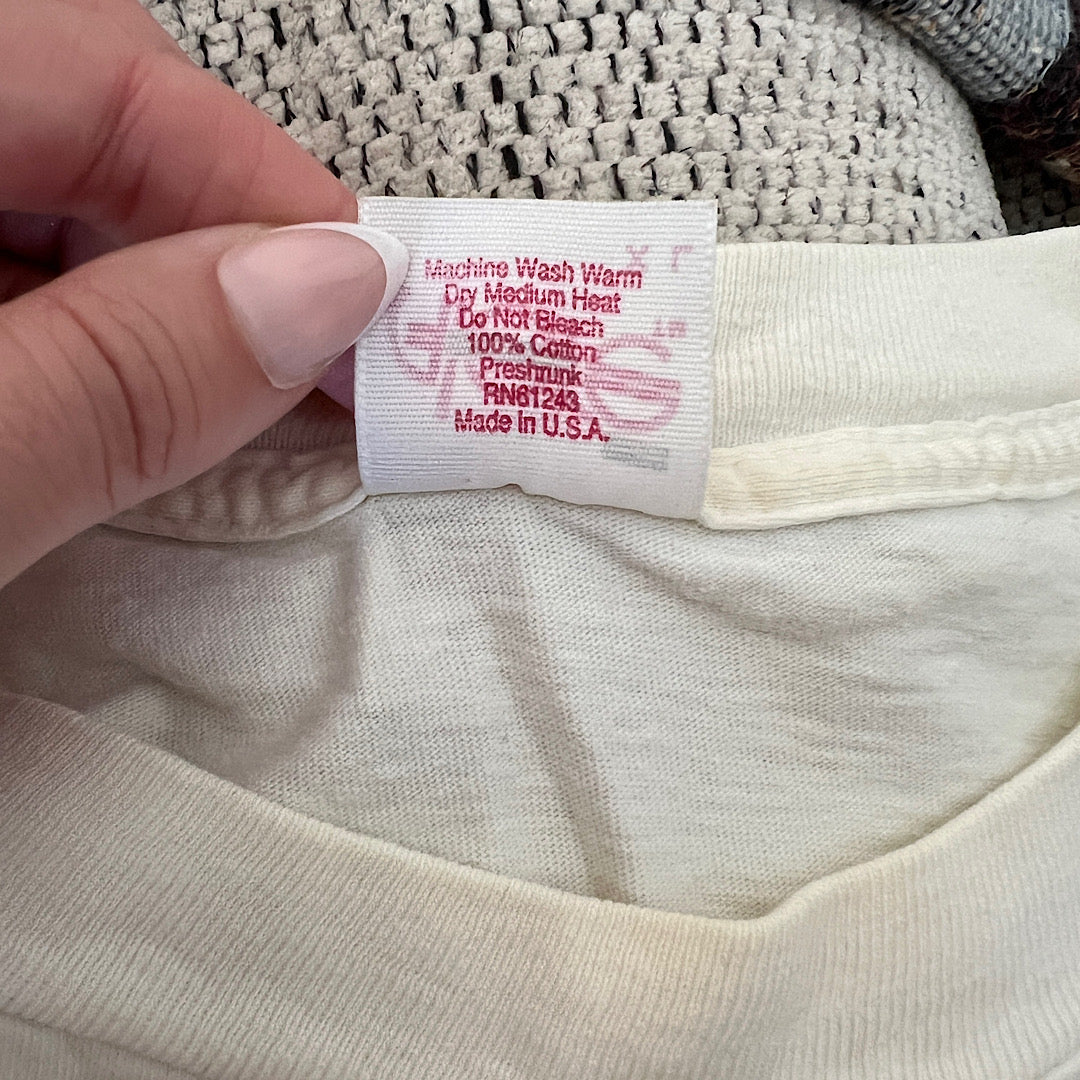 Machine Wash Warm
Dry Medium Heat
Do Not Bleach
100% Cotton
Preshrunk
RN61243
Made In U.S.A.